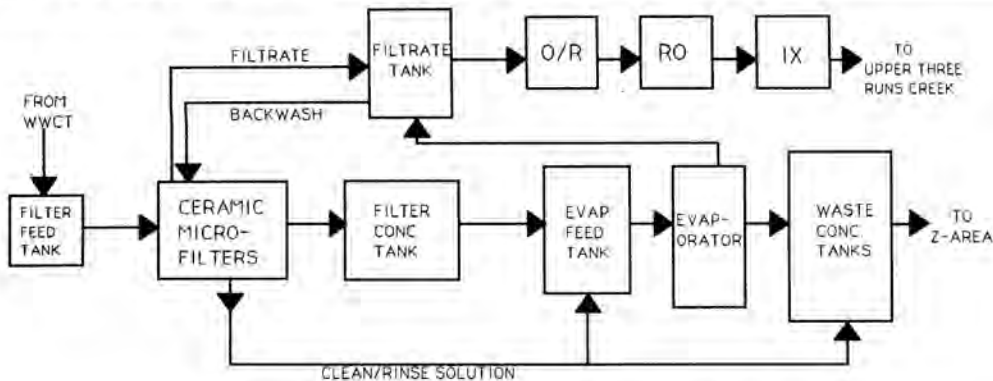 FILTRATE
FILTRATE
TANK
O/R
RO
IX
TO
UPPER THREE
RUNS CREEK
BACKWASH
FROM
WWCT
FILTER
FEED
TANK
CERAMIC
MICRO-
FILTERS
FILTER
CONC
TANK
EVAP
FEED
TANK
EVAP-
ORATOR
WASTE
CONC
TANKS
TO
Z-AREA
CLEAN/RINSE SOLUTION